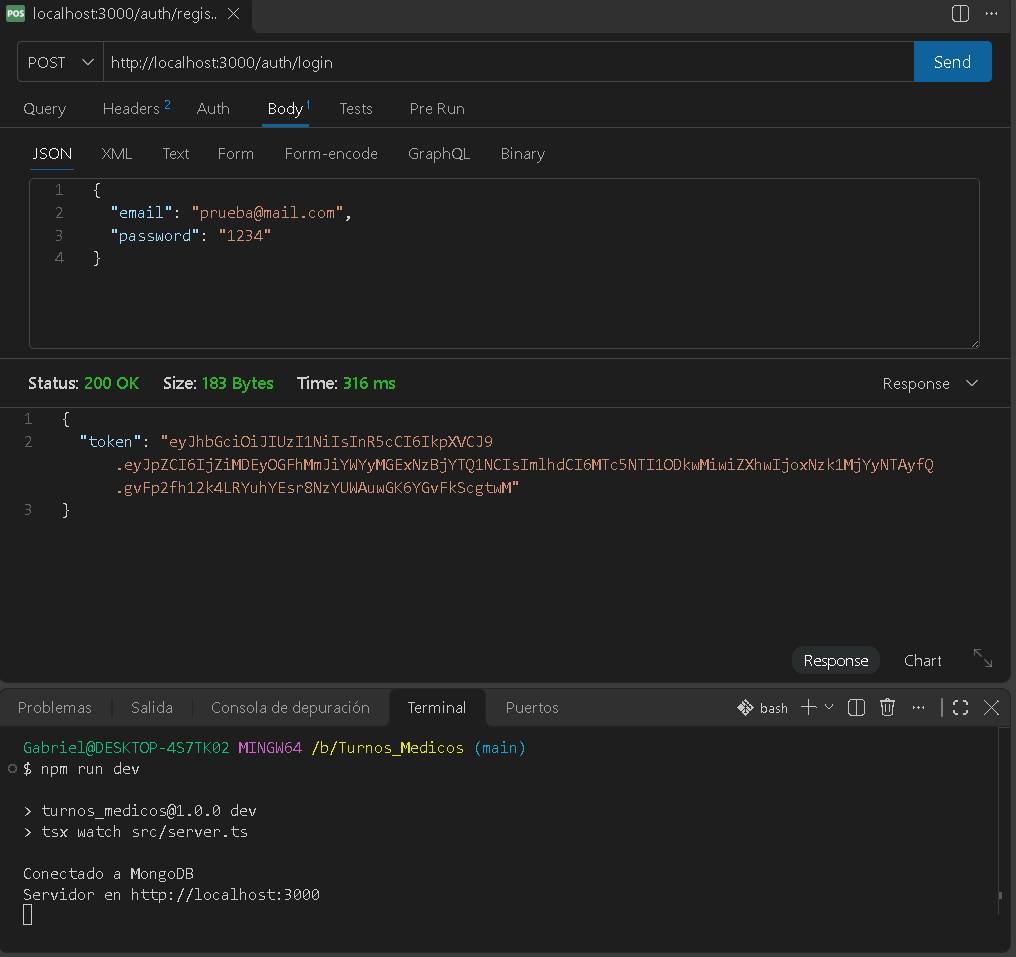 POS localhost:3000/auth/regis..
POST http://localhost:3000/auth/login Send
Query Headers 2 Auth Body 1 Tests Pre Run
JSON XML Text Form Form-encode GraphQL Binary
1 {
2 "email": "prueba@mail.com",
3 "password": "1234"
4 }
Status: 200 OK Size: 183 Bytes Time: 316 ms Response
1 {
2 "token": "eyJhbGciOiJIUzI1NiIsInR5cCI6IkpXVCJ9
.eyJpZCI6IjZiMDEyOGFhMmJiYWYyMGExNzBjYTQ1NCIsImlhdCI6MTc5NTI1ODkwMiwiZXhwIjoxNzk1MjYyNTAyfQ
.gvFp2fh12k4LRYuhYEsr8NzYUWAuwGK6YGvFkScgtwM"
3 }
Response Chart
Problemas Salida Consola de depuración Terminal Puertos bash
Gabriel@DESKTOP-4S7TK02 MINGW64 /b/Turnos_Medicos (main)
$ npm run dev
> turnos_medicos@1.0.0 dev
> tsx watch src/server.ts
Conectado a MongoDB
Servidor en http://localhost:3000